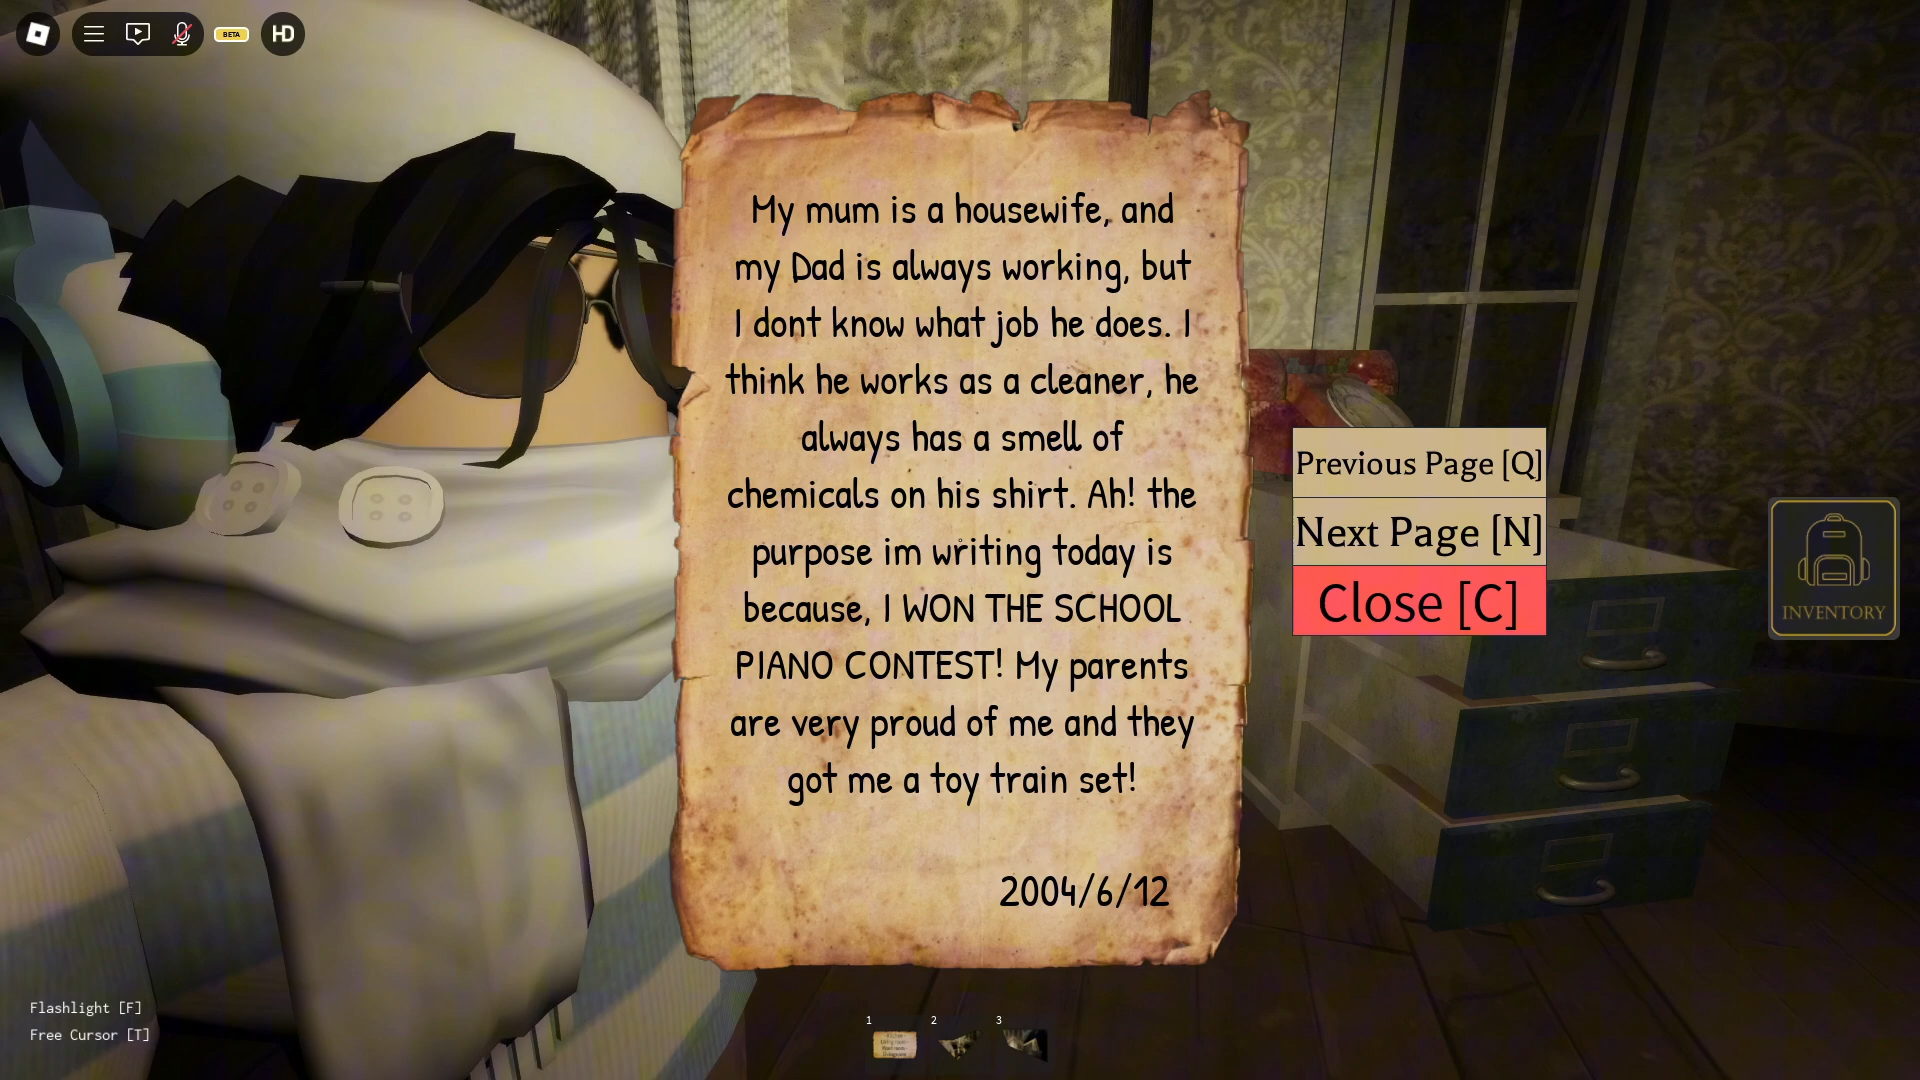 BETA
HD
My mum is a housewife, and
my Dad is always working, but
I dont know what job he does. I
think he works as a cleaner, he
always has a smell of
chemicals on his shirt. Ah! the
purpose im writing today is
because, I WON THE SCHOOL
PIANO CONTEST! My parents
are very proud of me and they
got me a toy train set!
2004/6/12
Previous Page [Q]
Next Page [N]
Close [C]
INVENTORY
Flashlight [F]
Free Cursor [T]
1
2
3